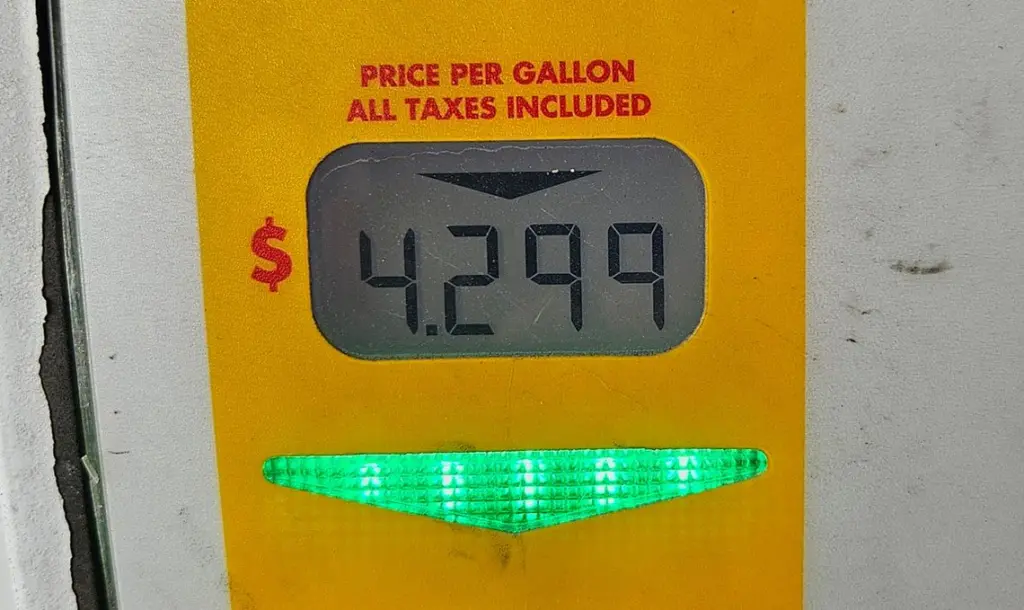 PRICE PER GALLON
ALL TAXES INCLUDED
$ 4.299